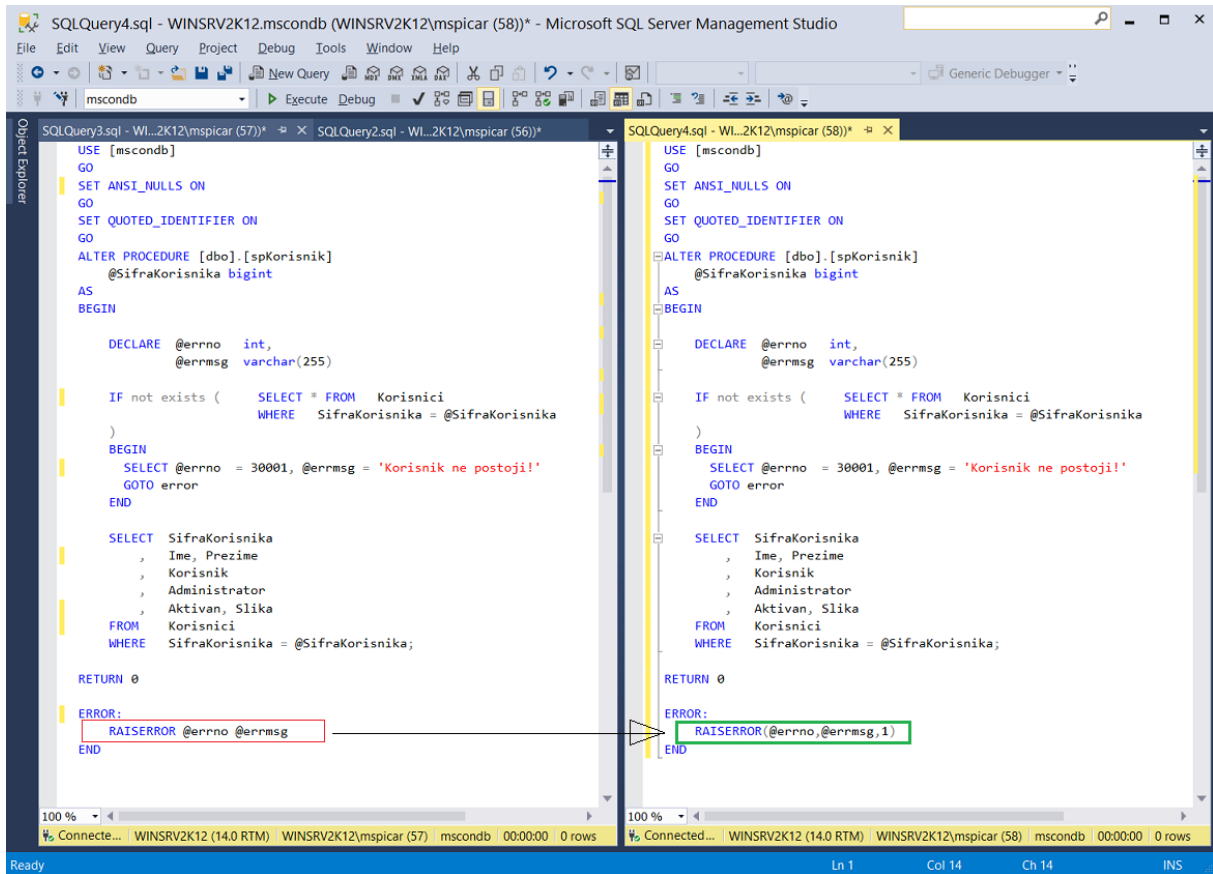 SQLQuery4.sql - WINSRV2K12.mscondb (WINSRV2K12\mspicar (58))* - Microsoft SQL Server Management Studio
File Edit View Query Project Debug Tools Window Help
New Query Generic Debugger
mscondb Execute Debug
Object Explorer
SQLQuery3.sql - WI...2K12\mspicar (57))* SQLQuery2.sql - WI...2K12\mspicar (56))*
USE [mscondb]
GO
SET ANSI_NULLS ON
GO
SET QUOTED_IDENTIFIER ON
GO
ALTER PROCEDURE [dbo].[spKorisnik]
@SifraKorisnika bigint
AS
BEGIN
DECLARE @errno int,
@errmsg varchar(255)
IF not exists ( SELECT * FROM Korisnici
WHERE SifraKorisnika = @SifraKorisnika
)
BEGIN
SELECT @errno = 30001, @errmsg = 'Korisnik ne postoji!'
GOTO error
END
SELECT SifraKorisnika
, Ime, Prezime
, Korisnik
, Administrator
, Aktivan, Slika
FROM Korisnici
WHERE SifraKorisnika = @SifraKorisnika;
RETURN 0
ERROR:
RAISERROR @errno @errmsg
END
100 %
Connecte... WINSRV2K12 (14.0 RTM) WINSRV2K12\mspicar (57) mscondb 00:00:00 0 rows
SQLQuery4.sql - WI...2K12\mspicar (58))*
USE [mscondb]
GO
SET ANSI_NULLS ON
GO
SET QUOTED_IDENTIFIER ON
GO
ALTER PROCEDURE [dbo].[spKorisnik]
@SifraKorisnika bigint
AS
BEGIN
DECLARE @errno int,
@errmsg varchar(255)
IF not exists ( SELECT * FROM Korisnici
WHERE SifraKorisnika = @SifraKorisnika
)
BEGIN
SELECT @errno = 30001, @errmsg = 'Korisnik ne postoji!'
GOTO error
END
SELECT SifraKorisnika
, Ime, Prezime
, Korisnik
, Administrator
, Aktivan, Slika
FROM Korisnici
WHERE SifraKorisnika = @SifraKorisnika;
RETURN 0
ERROR:
RAISERROR(@errno,@errmsg,1)
END
100 %
Connected... WINSRV2K12 (14.0 RTM) WINSRV2K12\mspicar (58) mscondb 00:00:00 0 rows
Ready Ln 1 Col 14 Ch 14 INS